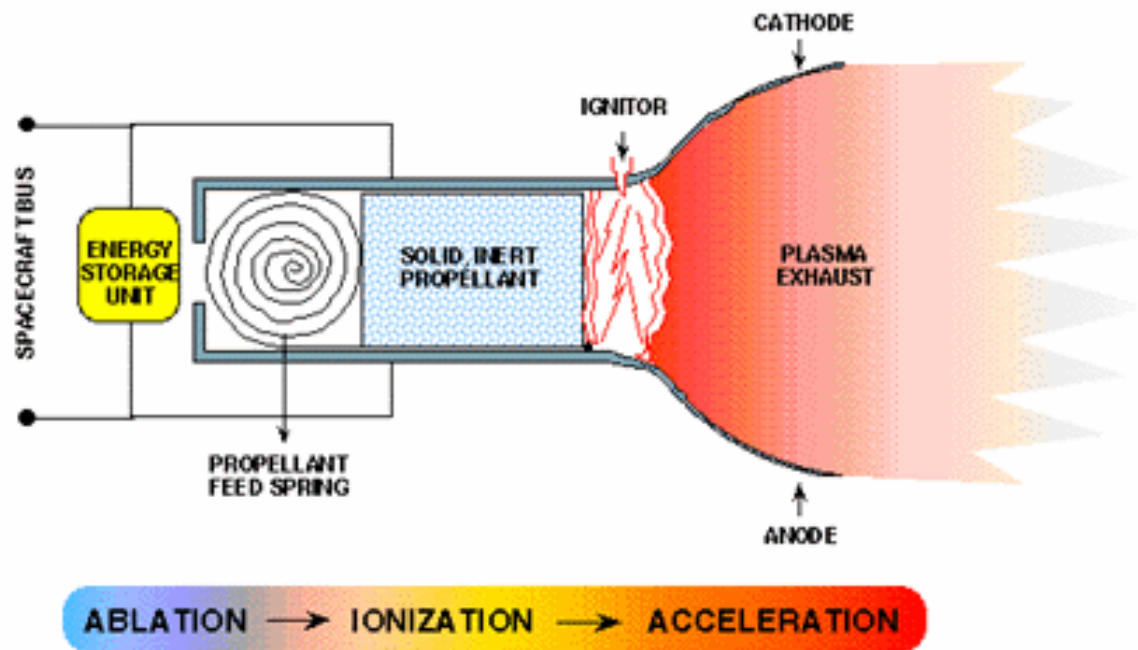 CATHODE
IGNITOR
SPACECRAFT BUS
ENERGY
STORAGE
UNIT
SOLID, INERT
PROPELLANT
PLASMA
EXHAUST
PROPELLANT
FEED SPRING
ANODE
ABLATION → IONIZATION → ACCELERATION